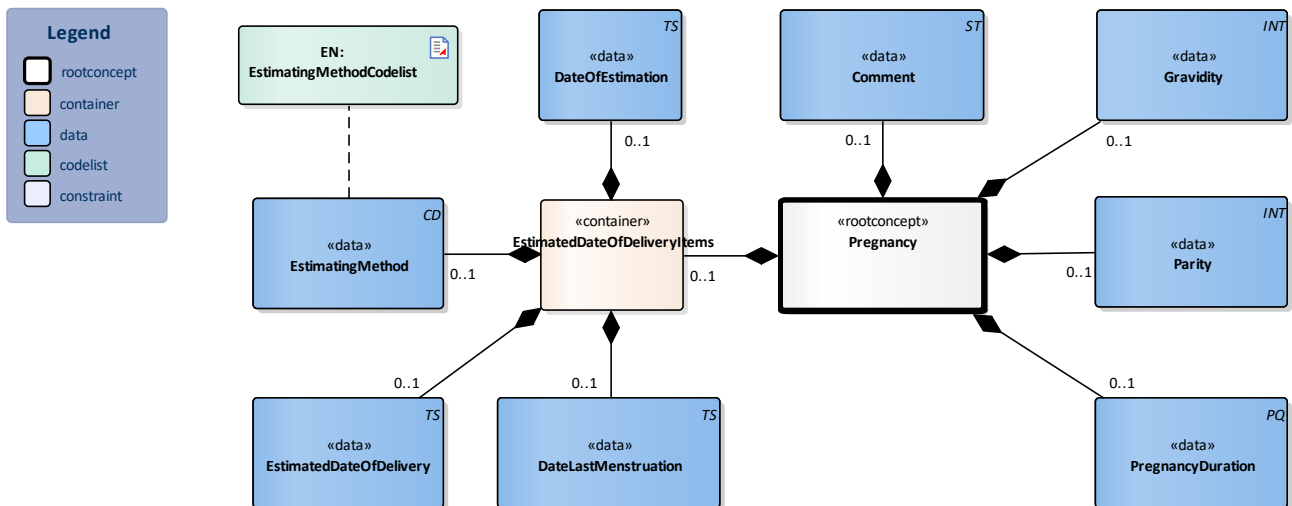 Legend
rootconcept
container
data
codelist
constraint
EN:
EstimatingMethodCodelist
TS
«data»
DateOfEstimation
0..1
ST
«data»
Comment
0..1
INT
«data»
Gravidity
0..1
CD
«data»
EstimatingMethod
0..1
«container»
EstimatedDateOfDeliveryItems
0..1
«rootconcept»
Pregnancy
INT
«data»
Parity
0..1
0..1
TS
«data»
EstimatedDateOfDelivery
0..1
TS
«data»
DateLastMenstruation
0..1
PQ
«data»
PregnancyDuration